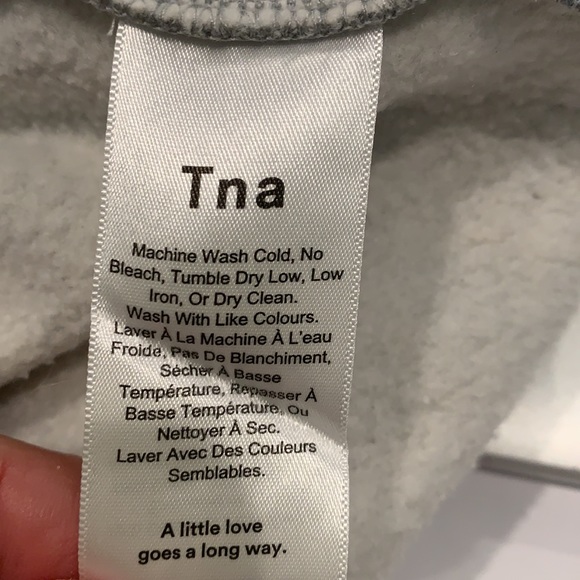 Tna
Machine Wash Cold, No
Bleach, Tumble Dry Low, Low
Iron, Or Dry Clean.
Wash With Like Colours.
Laver À La Machine À L'eau
Froide, Pas De Blanchiment,
Sécher À Basse
Température, Repasser À
Basse Température, Ou
Nettoyer À Sec.
Laver Avec Des Couleurs
Semblables.
A little love
goes a long way.